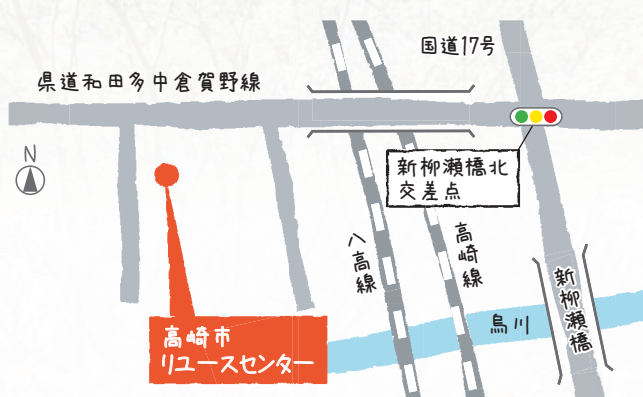 国道17号
県道和田多中倉賀野線
N
新柳瀬橋北
交差点
八高線
高崎線
新柳瀬橋
烏川
高崎市
リユースセンター